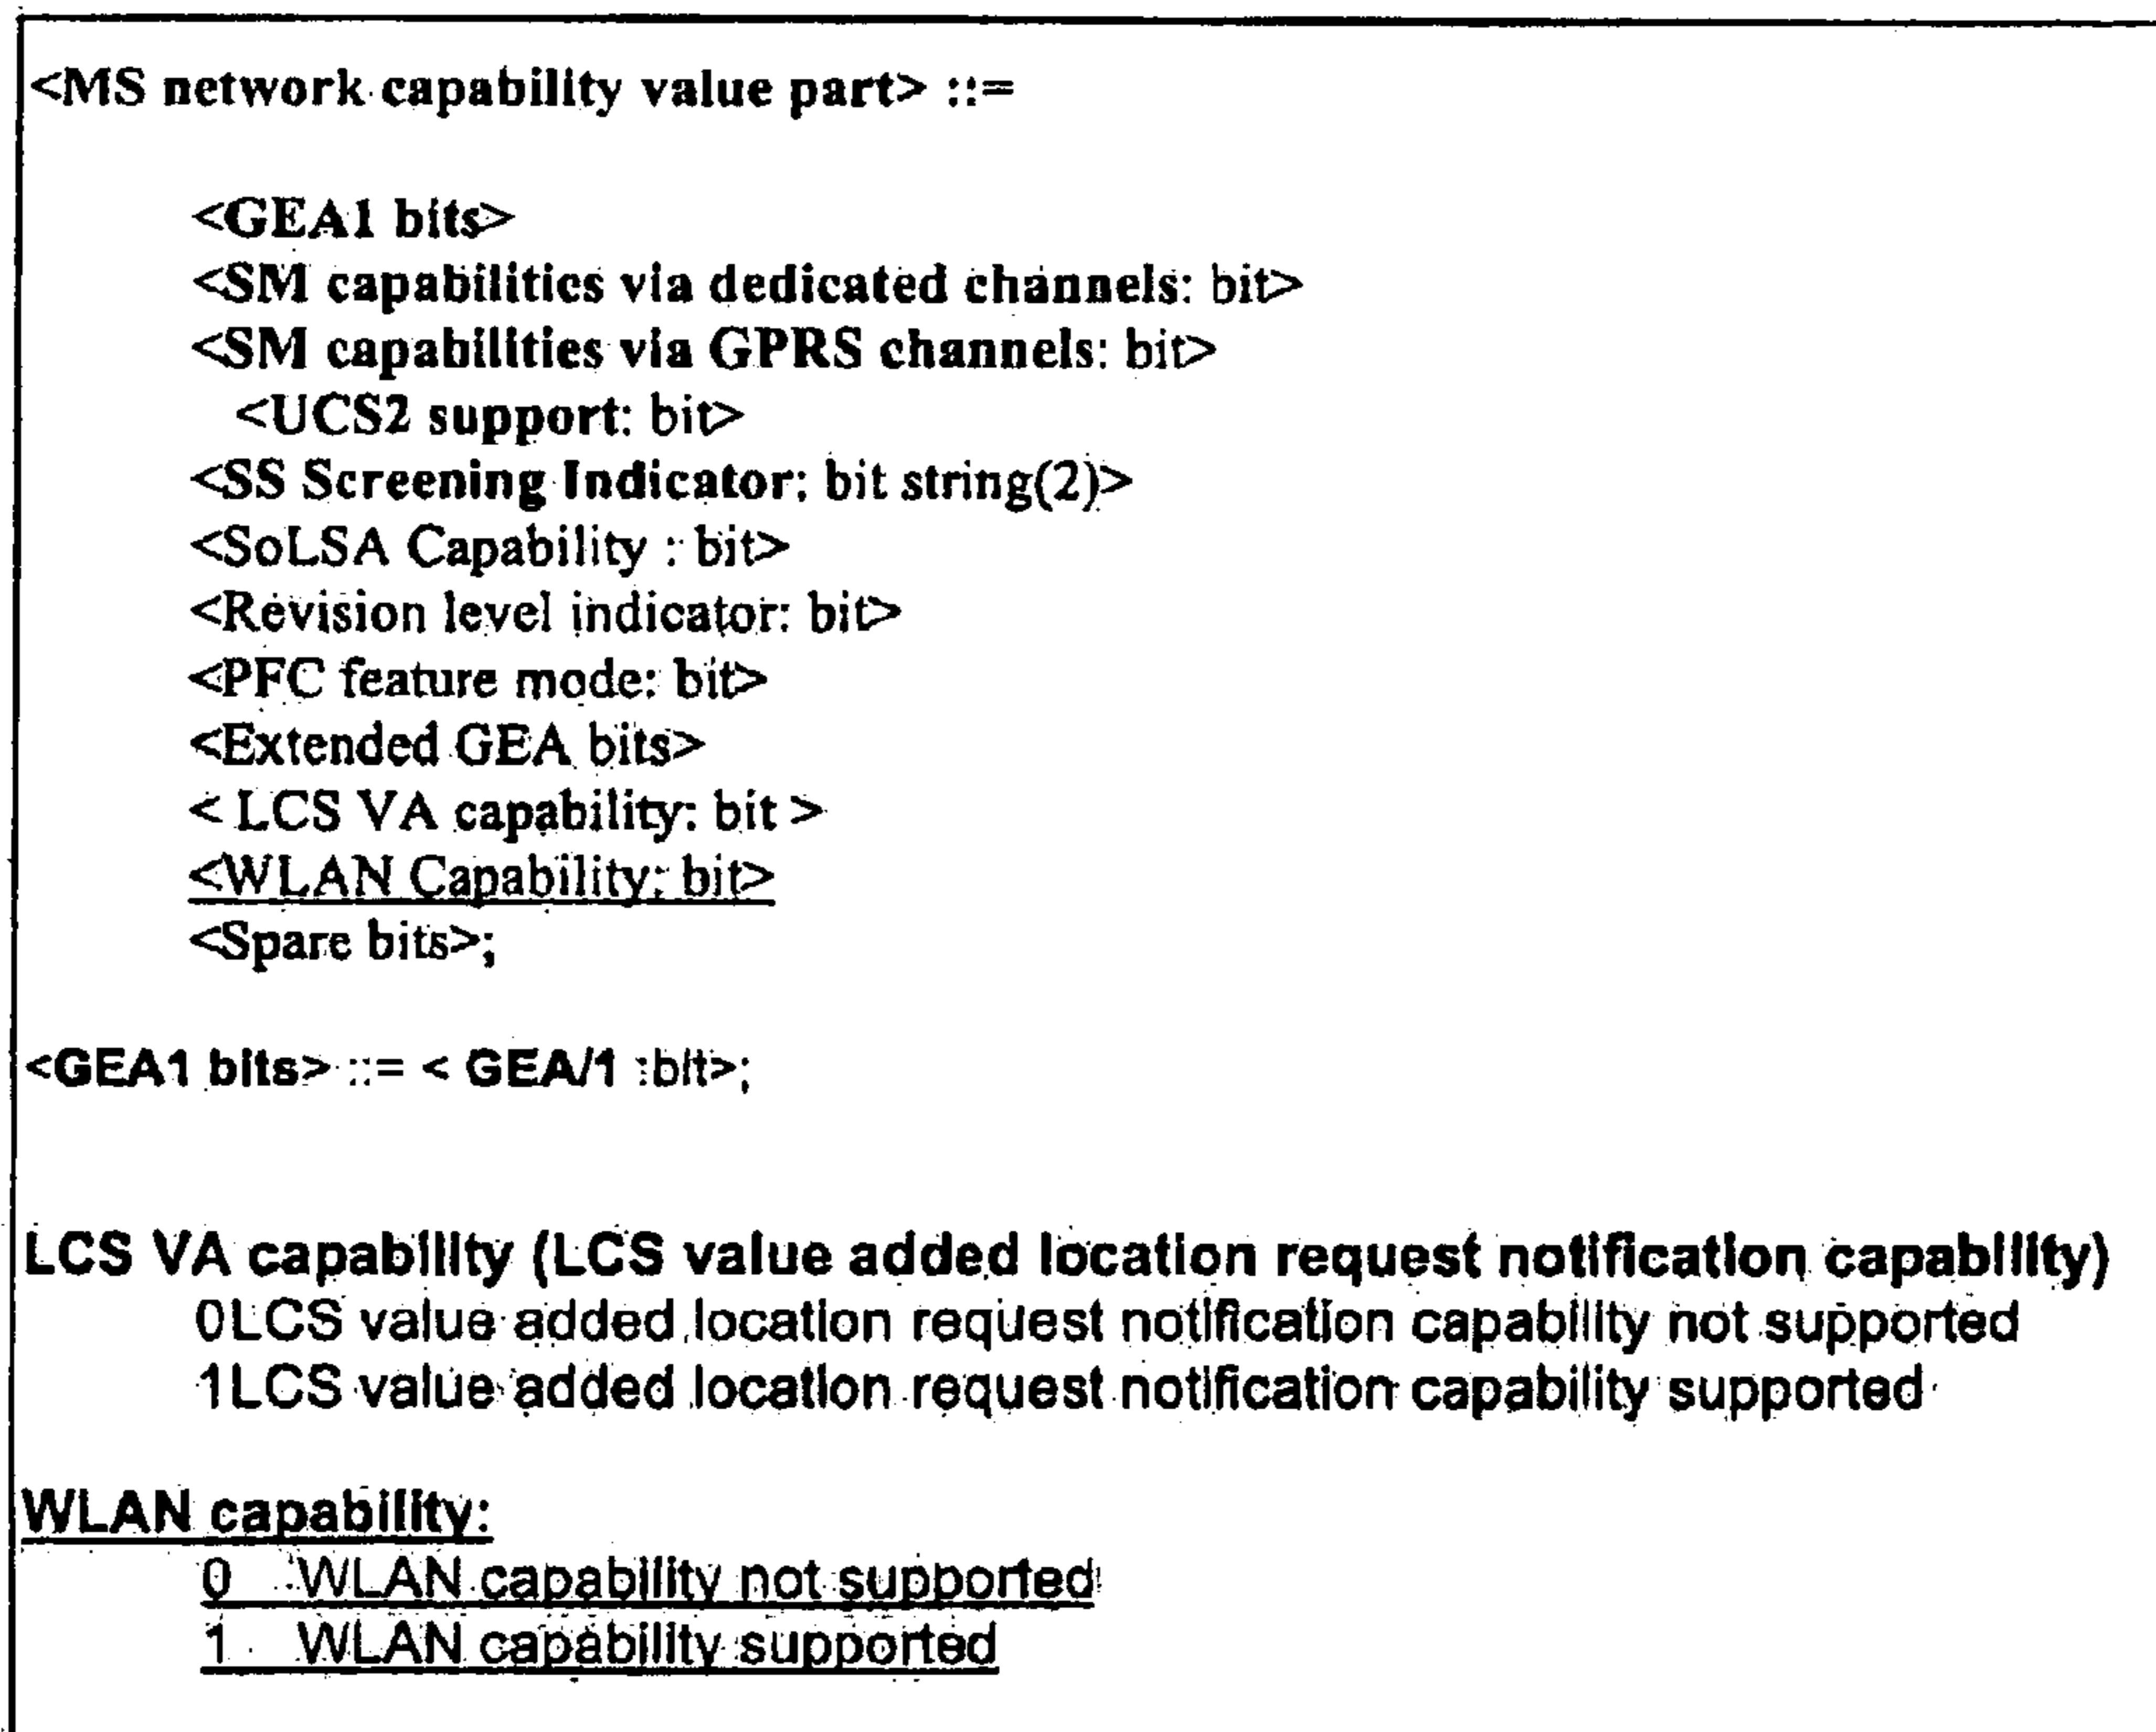 <MS network capability value part> ::=
<GEA1 bits>
<SM capabilities via dedicated channels: bit>
<SM capabilities via GPRS channels: bit>
<UCS2 support: bit>
<SS Screening Indicator: bit string(2)>
<SoLSA Capability : bit>
<Revision level indicator: bit>
<PFC feature mode: bit>
<Extended GEA bits>
< LCS VA capability: bit >
<WLAN Capability: bit>
<Spare bits>;
<GEA1 bits> ::= < GEA/1 :bit>;
LCS VA capability (LCS value added location request notification capability)
0LCS value added location request notification capability not supported
1LCS value added location request notification capability supported
WLAN capability:
0 WLAN capability not supported
1 WLAN capability supported